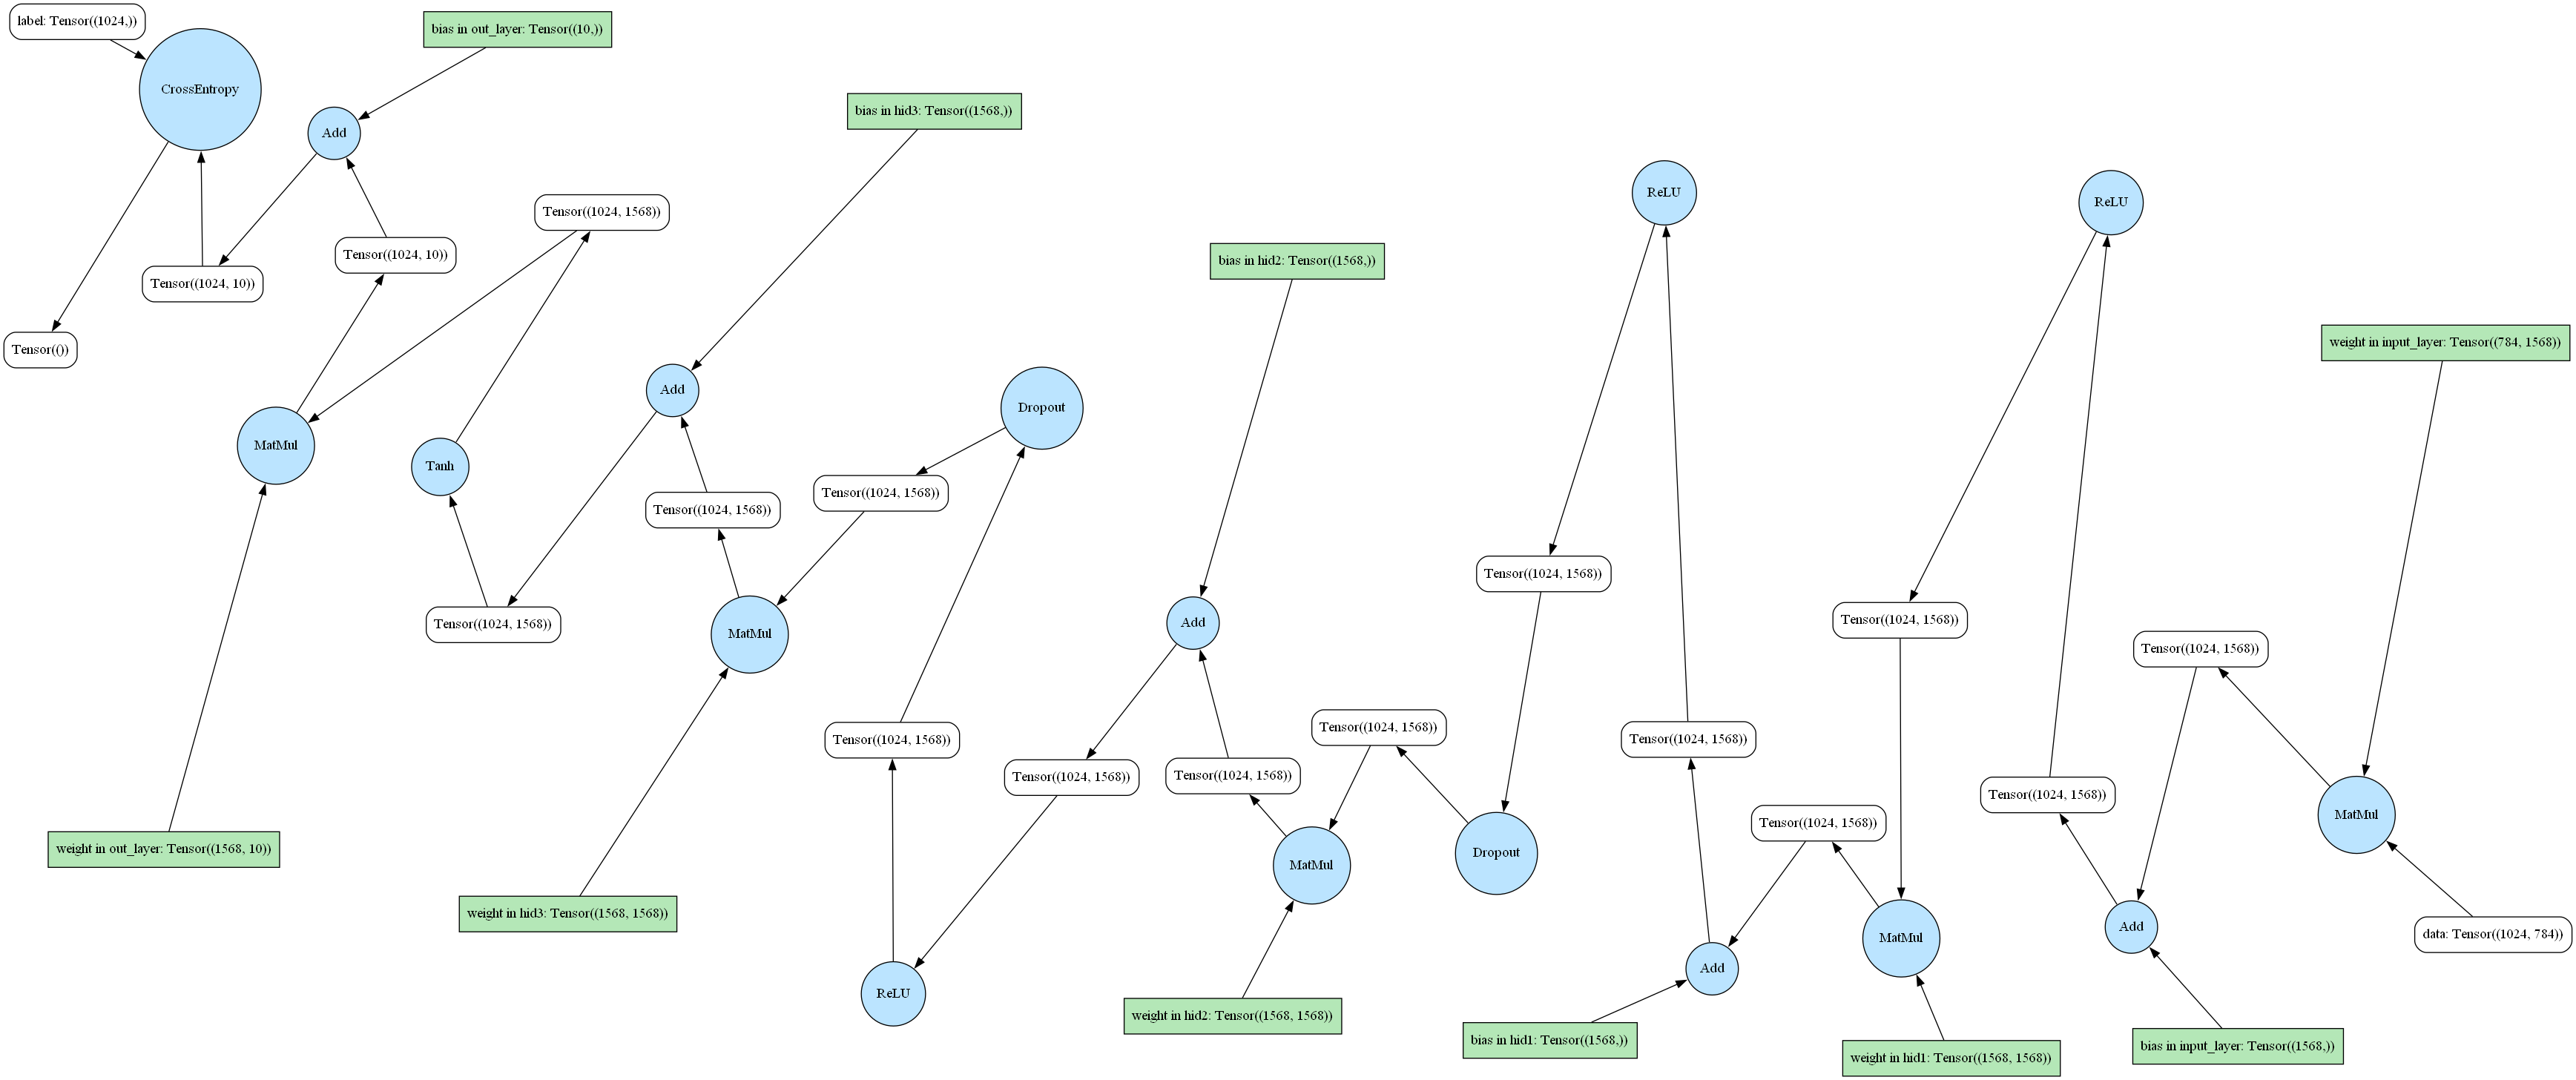 label: Tensor((1024,))
bias in out_layer: Tensor((10,))
CrossEntropy
bias in hid3: Tensor((1568,))
Add
ReLU
ReLU
Tensor((1024, 1568))
Tensor((1024, 10))
bias in hid2: Tensor((1568,))
Tensor((1024, 10))
weight in input_layer: Tensor((784, 1568))
Tensor(())
Add
Dropout
MatMul
Tanh
Tensor((1024, 1568))
Tensor((1024, 1568))
Tensor((1024, 1568))
Tensor((1024, 1568))
Add
Tensor((1024, 1568))
MatMul
Tensor((1024, 1568))
Tensor((1024, 1568))
Tensor((1024, 1568))
Tensor((1024, 1568))
Tensor((1024, 1568))
Tensor((1024, 1568))
Tensor((1024, 1568))
Tensor((1024, 1568))
MatMul
Tensor((1024, 1568))
weight in out_layer: Tensor((1568, 10))
Dropout
MatMul
weight in hid3: Tensor((1568, 1568))
Add
data: Tensor((1024, 784))
MatMul
Add
ReLU
weight in hid2: Tensor((1568, 1568))
bias in hid1: Tensor((1568,))
bias in input_layer: Tensor((1568,))
weight in hid1: Tensor((1568, 1568))